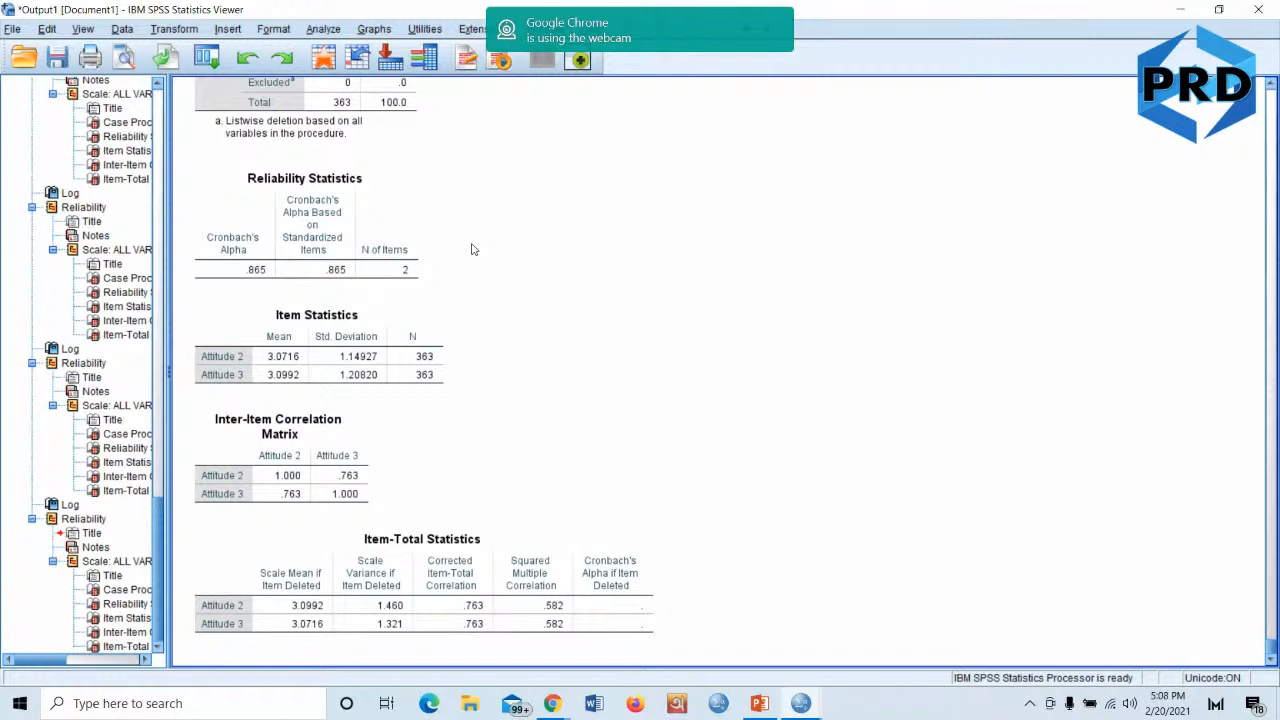 *Output1 [Document1] - IBM SPSS Statistics Viewer
Google Chrome
is using the webcam
File Edit View Data Transform Insert Format Analyze Graphs Utilities Extens
PRD
Notes
Scale: ALL VAR
Title
Case Proc
Reliability
Item Statis
Inter-Item C
Item-Total
Log
Reliability
Title
Notes
Scale: ALL VAR
Title
Case Proc
Reliability
Item Statis
Inter-Item C
Item-Total
Log
Reliability
Title
Notes
Scale: ALL VAR
Title
Case Proc
Reliability
Item Statis
Inter-Item C
Item-Total
Log
Reliability
Title
Notes
Scale: ALL VAR
Title
Case Proc
Reliability
Item Statis
Inter-Item C
Item-Total
Excludedᵃ 0 .0
Total 363 100.0
a. Listwise deletion based on all
variables in the procedure.
Reliability Statistics
Cronbach's Alpha
Cronbach's Alpha Based on Standardized Items
N of Items
.865 .865 2
Item Statistics
Mean Std. Deviation N
Attitude 2 3.0716 1.14927 363
Attitude 3 3.0992 1.20820 363
Inter-Item Correlation
Matrix
Attitude 2 Attitude 3
Attitude 2 1.000 .763
Attitude 3 .763 1.000
Item-Total Statistics
Scale Mean if Item Deleted
Scale Variance if Item Deleted
Corrected Item-Total Correlation
Squared Multiple Correlation
Cronbach's Alpha if Item Deleted
Attitude 2 3.0992 1.460 .763 .582 .
Attitude 3 3.0716 1.321 .763 .582 .
IBM SPSS Statistics Processor is ready Unicode:ON
Type here to search
99+
5:08 PM
2/20/2021
18